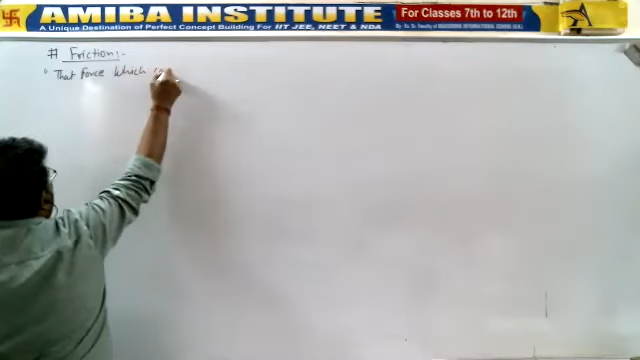 AMIBA INSTITUTE
For Classes 7th to 12th
A Unique Destination of Perfect Concept Building For IIT JEE, NEET & NDA
# Friction:-
" That Force Which